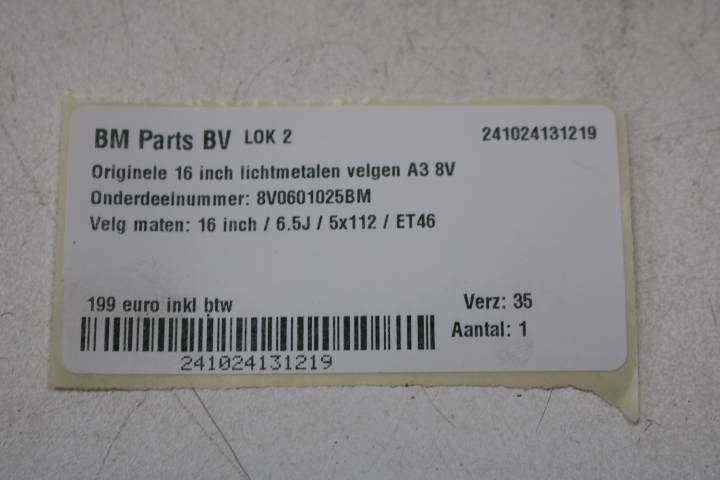 BM Parts BV LOK 2 241024131219
Originele 16 inch lichtmetalen velgen A3 8V
Onderdeelnummer: 8V0601025BM
Velg maten: 16 inch / 6.5J / 5x112 / ET46
199 euro inkl btw Verz: 35
Aantal: 1
241024131219